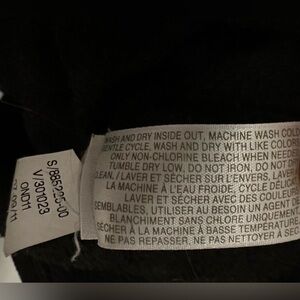 WASH AND DRY INSIDE OUT, MACHINE WASH COLD
GENTLE CYCLE, WASH AND DRY WITH LIKE COLORS
ONLY NON-CHLORINE BLEACH WHEN NEEDED
TUMBLE DRY LOW, DO NOT IRON, DO NOT
CLEAN. / LAVER ET SÉCHER SUR L'ENVERS, LAVER
LA MACHINE À L'EAU FROIDE, CYCLE DÉLICAT
LAVER ET SÉCHER AVEC DES COULEURS
SEMBLABLES, UTILISER AU BESOIN UN AGENT DE
BLANCHIMENT SANS CHLORE UNIQUEMENT
SÉCHER À LA MACHINE À BASSE TEMPÉRATURE
NE PAS REPASSER, NE PAS NETTOYER À SEC
S/885225-00
V/301023
ONO11